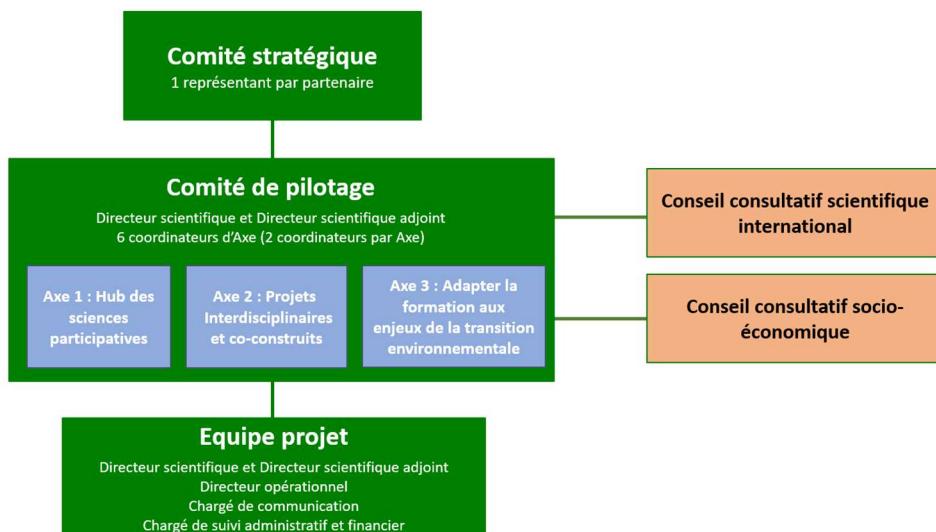 Comité stratégique
1 représentant par partenaire
Comité de pilotage
Directeur scientifique et Directeur scientifique adjoint
6 coordinateurs d'Axe (2 coordinateurs par Axe)
Axe 1 : Hub des
sciences
participatives
Axe 2 : Projets
Interdisciplinaires
et co-construits
Axe 3 : Adapter la
formation aux
enjeux de la transition
environnementale
Conseil consultatif scientifique
international
Conseil consultatif socio-
économique
Equipe projet
Directeur scientifique et Directeur scientifique adjoint
Directeur opérationnel
Chargé de communication
Chargé de suivi administratif et financier